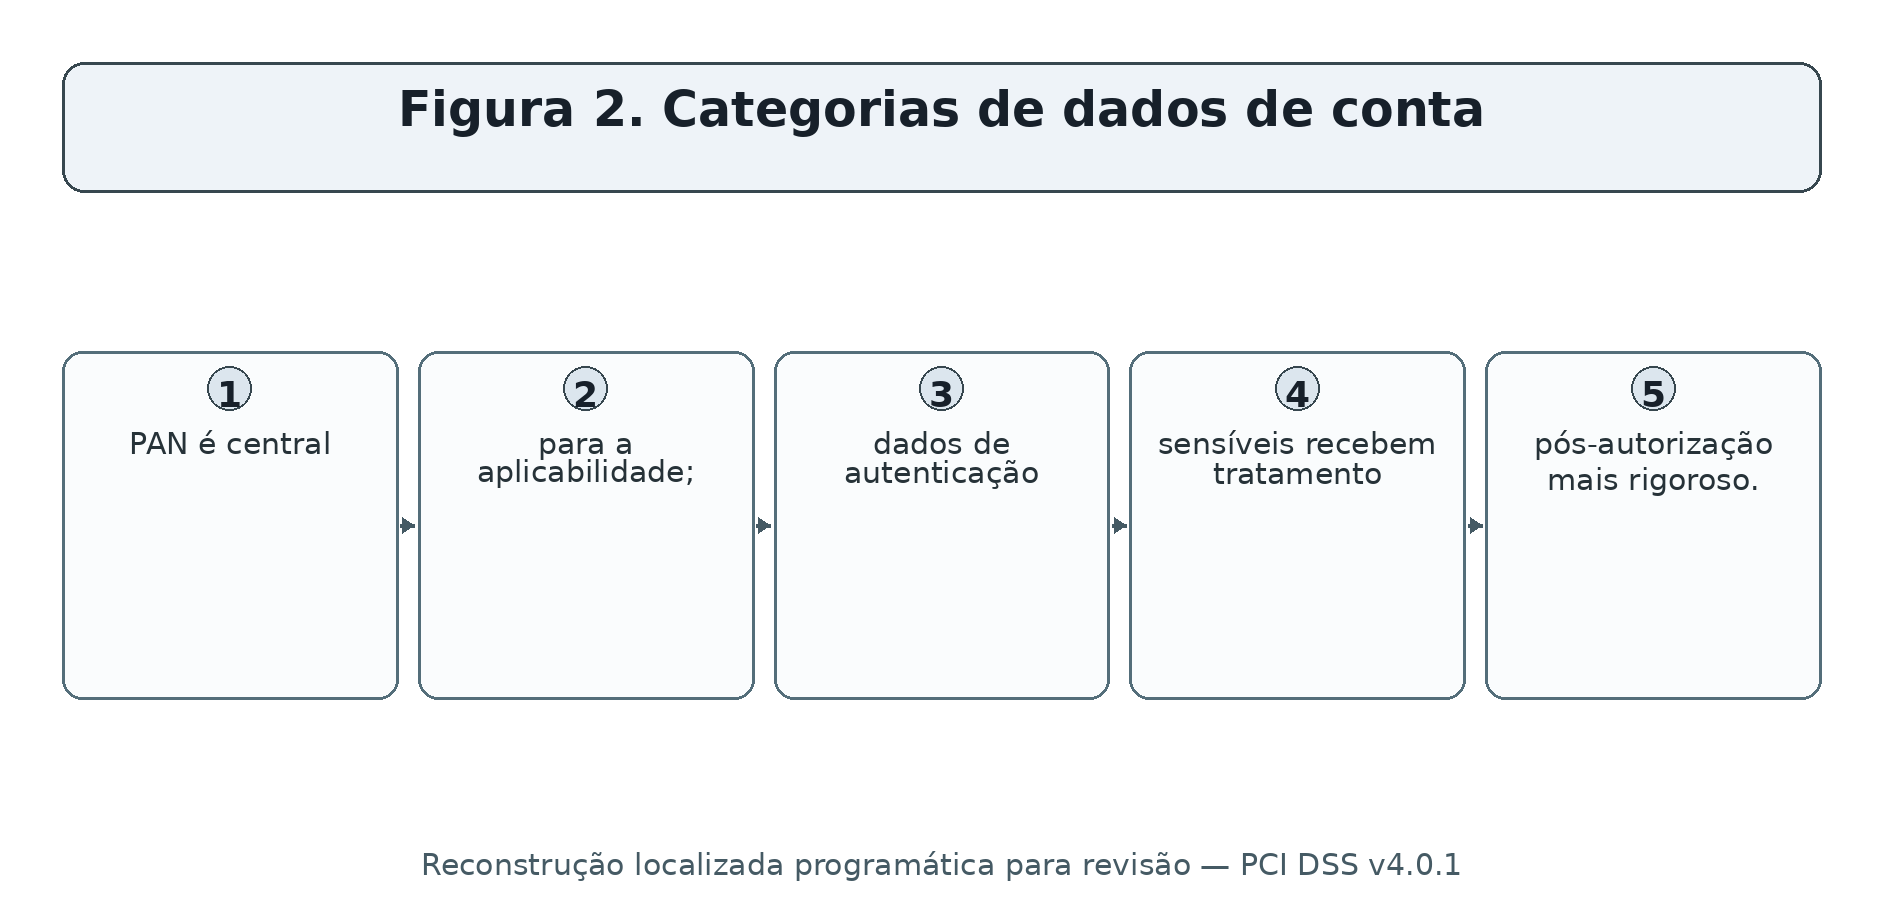 Figura 2. Categorias de dados de conta
1
PAN é central
2
para a
aplicabilidade;
3
dados de
autenticação
4
sensíveis recebem
tratamento
5
pós-autorização
mais rigoroso.
Reconstrução localizada programática para revisão — PCI DSS v4.0.1